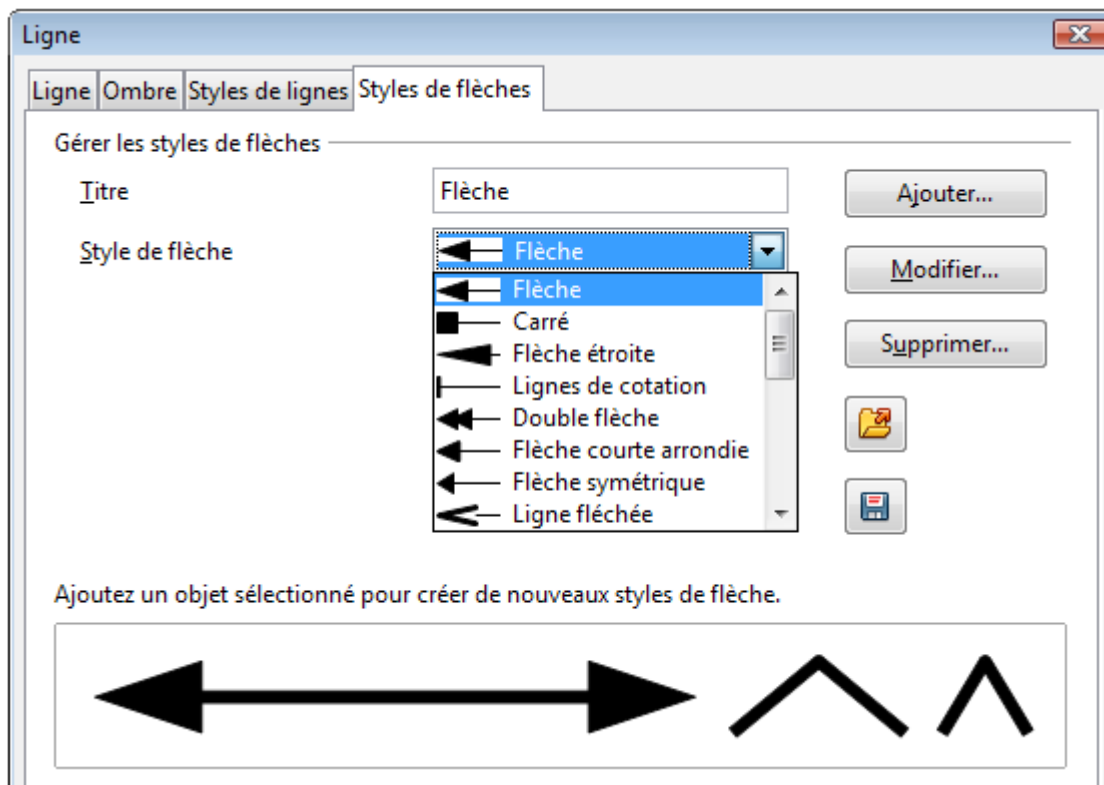 Ligne
Ligne Ombre Styles de lignes Styles de flèches
Gérer les styles de flèches
Titre Flèche Ajouter...
Style de flèche Flèche
Modifier...
Flèche
Carré
Flèche étroite
Supprimer...
Lignes de cotation
Double flèche
Flèche courte arrondie
Flèche symétrique
Ligne fléchée
Ajoutez un objet sélectionné pour créer de nouveaux styles de flèche.